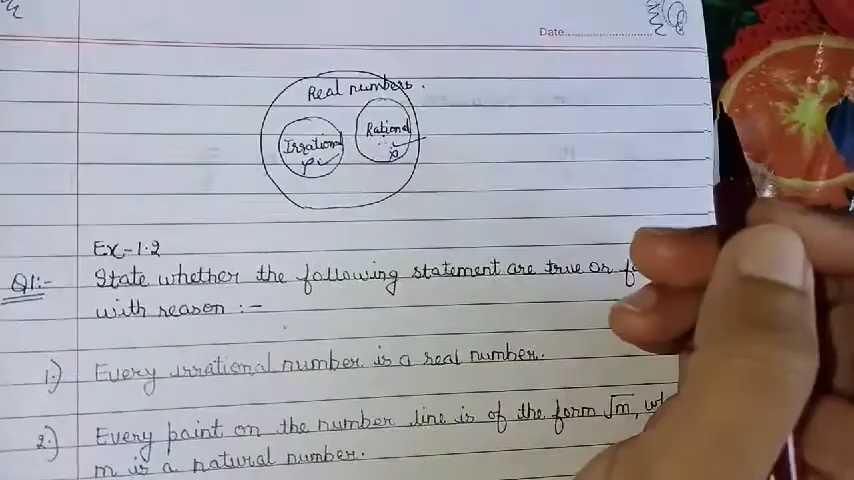 Date
Real numbers.
Irrational
Rational
Ex-1.2
Q1:- State whether the following statement are true or
with reason :-
1.) Every irrational number is a real number.
2.) Every point on the number line is of the form √m,
m is a natural number.